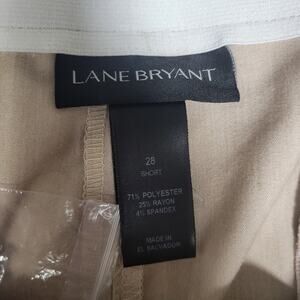 LANE BRYANT
28
SHORT
71% POLYESTER
25% RAYON
4% SPANDEX
MADE IN
EL SALVADOR